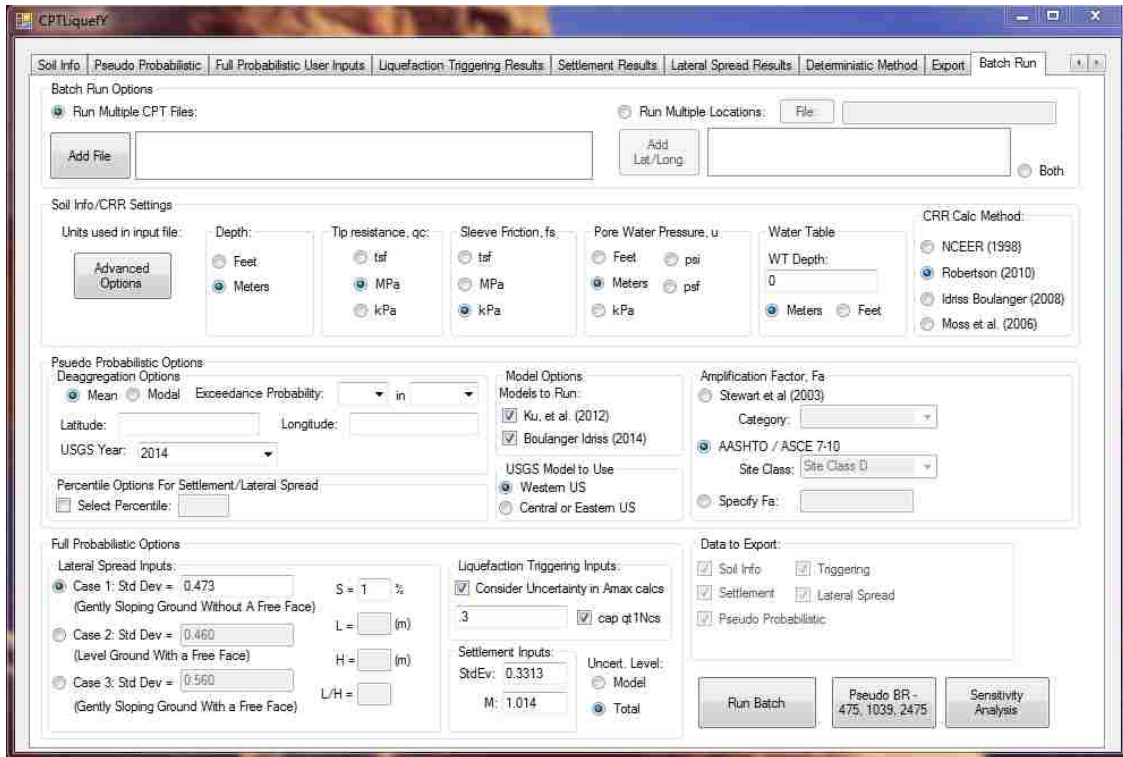 CPTLiquefY
Soil Info Pseudo Probabilistic Full Probabilistic User Inputs Liquefaction Triggering Results Settlement Results Lateral Spread Results Deterministic Method Export Batch Run
Batch Run Options
Run Multiple CPT Files:
Run Multiple Locations: File:
Add File
Add
Lat/Long
Both
Soil Info/CRR Settings
Units used in input file:
Advanced
Options
Depth:
Feet
Meters
Tip resistance, qc:
tsf
MPa
kPa
Sleeve Friction, fs
tsf
MPa
kPa
Pore Water Pressure, u
Feet psi
Meters psf
kPa
Water Table
WT Depth:
0
Meters Feet
CRR Calc Method:
NCEER (1998)
Robertson (2010)
Idriss Boulanger (2008)
Moss et al. (2006)
Psuedo Probabilistic Options
Deaggregation Options
Mean Modal Exceedance Probability: in
Latitude: Longitude:
USGS Year: 2014
Percentile Options For Settlement/Lateral Spread
Select Percentile:
Model Options
Models to Run:
Ku, et al. (2012)
Boulanger Idriss (2014)
USGS Model to Use
Western US
Central or Eastern US
Amplification Factor, Fa
Stewart et al (2003)
Category:
AASHTO / ASCE 7-10
Site Class: Site Class D
Specify Fa:
Full Probabilistic Options
Lateral Spread Inputs:
Case 1: Std Dev = 0.473
(Gently Sloping Ground Without A Free Face)
Case 2: Std Dev = 0.460
(Level Ground With a Free Face)
Case 3: Std Dev = 0.560
(Gently Sloping Ground With a Free Face)
S = 1 %
L = (m)
H = (m)
L/H =
Liquefaction Triggering Inputs:
Consider Uncertainty in Amax calcs
.3 cap qt1Ncs
Settlement Inputs:
StdEv: 0.3313
M: 1.014
Uncert. Level:
Model
Total
Data to Export:
Soil Info Triggering
Settlement Lateral Spread
Pseudo Probabilistic
Run Batch
Pseudo BR -
475, 1039, 2475
Sensitivity
Analysis